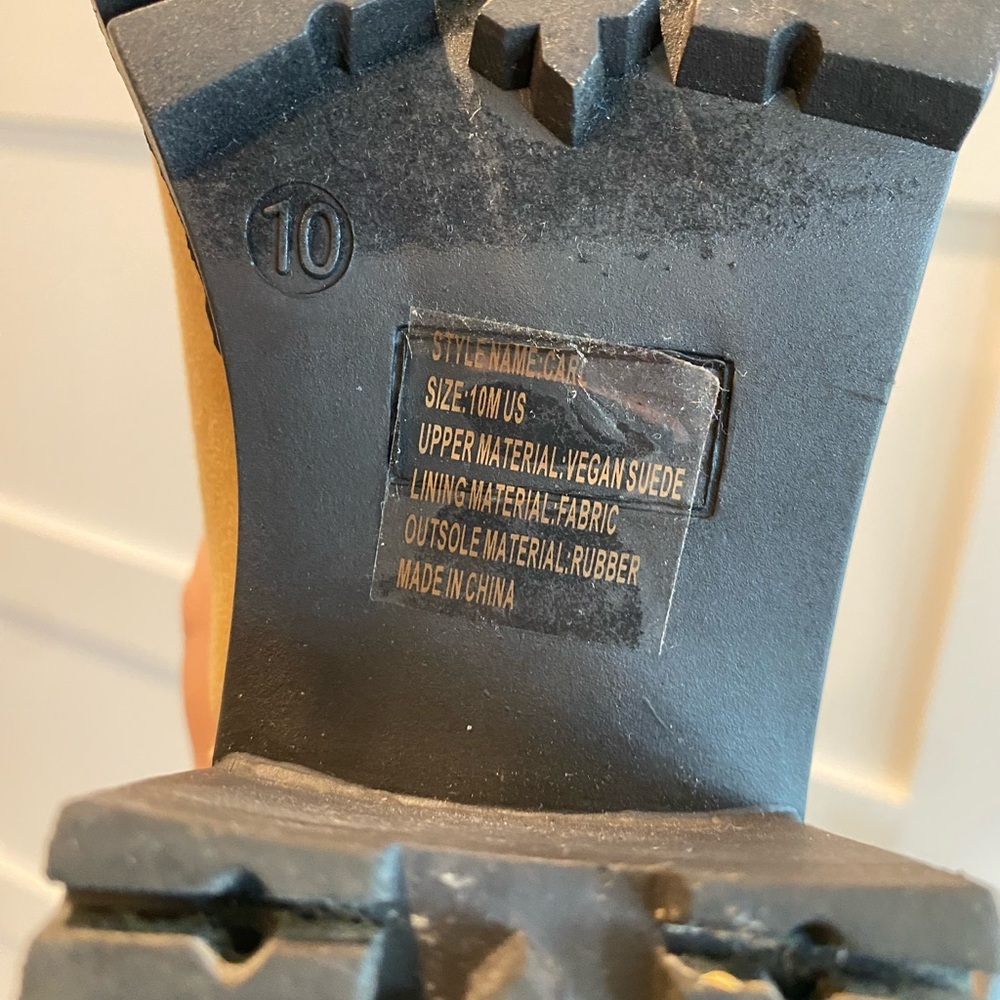 10
STYLE NAME:
SIZE:10M US
UPPER MATERIAL:VEGAN SUEDE
LINING MATERIAL:FABRIC
OUTSOLE MATERIAL:RUBBER
MADE IN CHINA